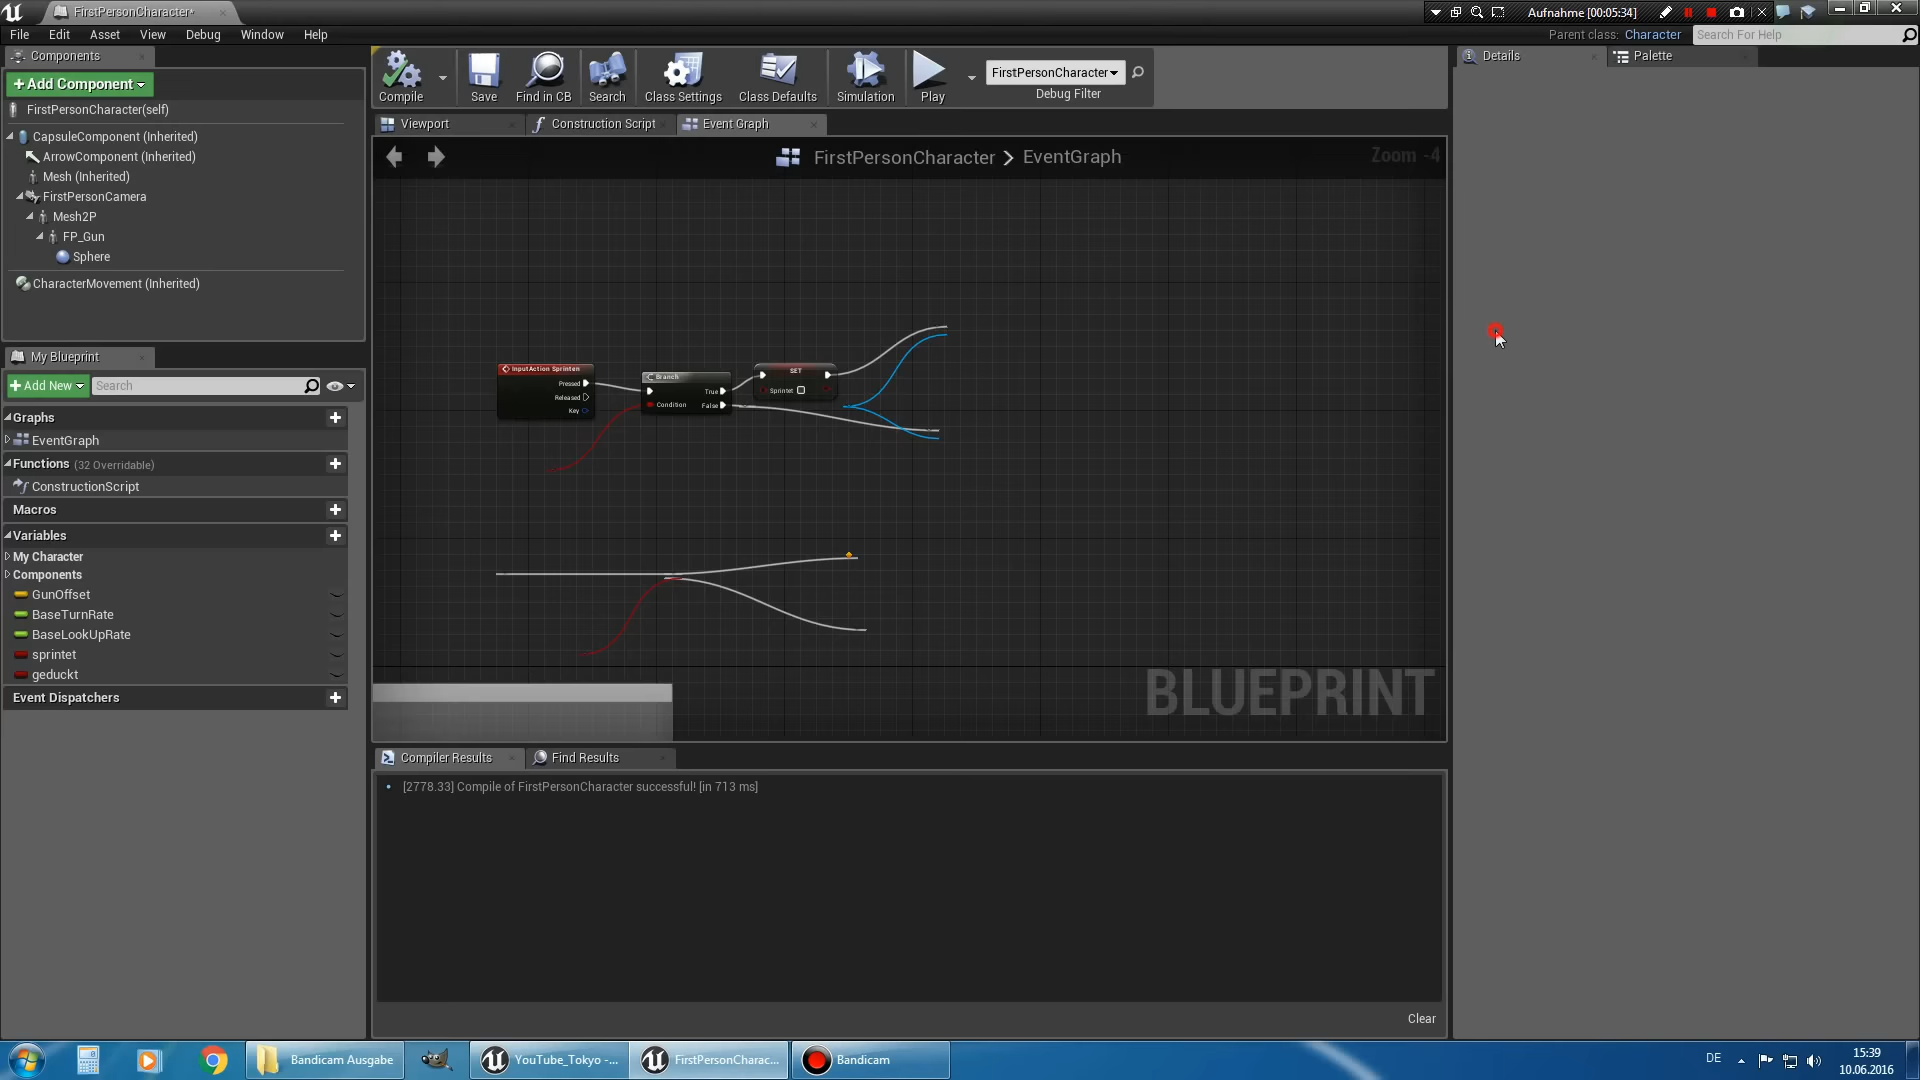 FirstPersonCharacter*
Aufnahme [00:05:34]
File Edit Asset View Debug Window Help
Parent class: Character
Search For Help
Components
+Add Component
FirstPersonCharacter(self)
CapsuleComponent (Inherited)
ArrowComponent (Inherited)
Mesh (Inherited)
FirstPersonCamera
Mesh2P
FP_Gun
Sphere
CharacterMovement (Inherited)
My Blueprint
+Add New
Search
Graphs
EventGraph
Functions (32 Overridable)
ConstructionScript
Macros
Variables
My Character
Components
GunOffset
BaseTurnRate
BaseLookUpRate
sprintet
geduckt
Event Dispatchers
Compile
Save
Find in CB
Search
Class Settings
Class Defaults
Simulation
Play
FirstPersonCharacter
Debug Filter
Viewport
Construction Script
Event Graph
FirstPersonCharacter > EventGraph
Zoom -4
InputAction Sprinten
Pressed
Released
Key
Branch
True
Condition
False
SET
Sprintet
BLUEPRINT
Compiler Results
Find Results
[2778.33] Compile of FirstPersonCharacter successful! [in 713 ms]
Clear
Details
Palette
Bandicam Ausgabe
YouTube_Tokyo -...
FirstPersonCharac...
Bandicam
DE
15:39
10.06.2016